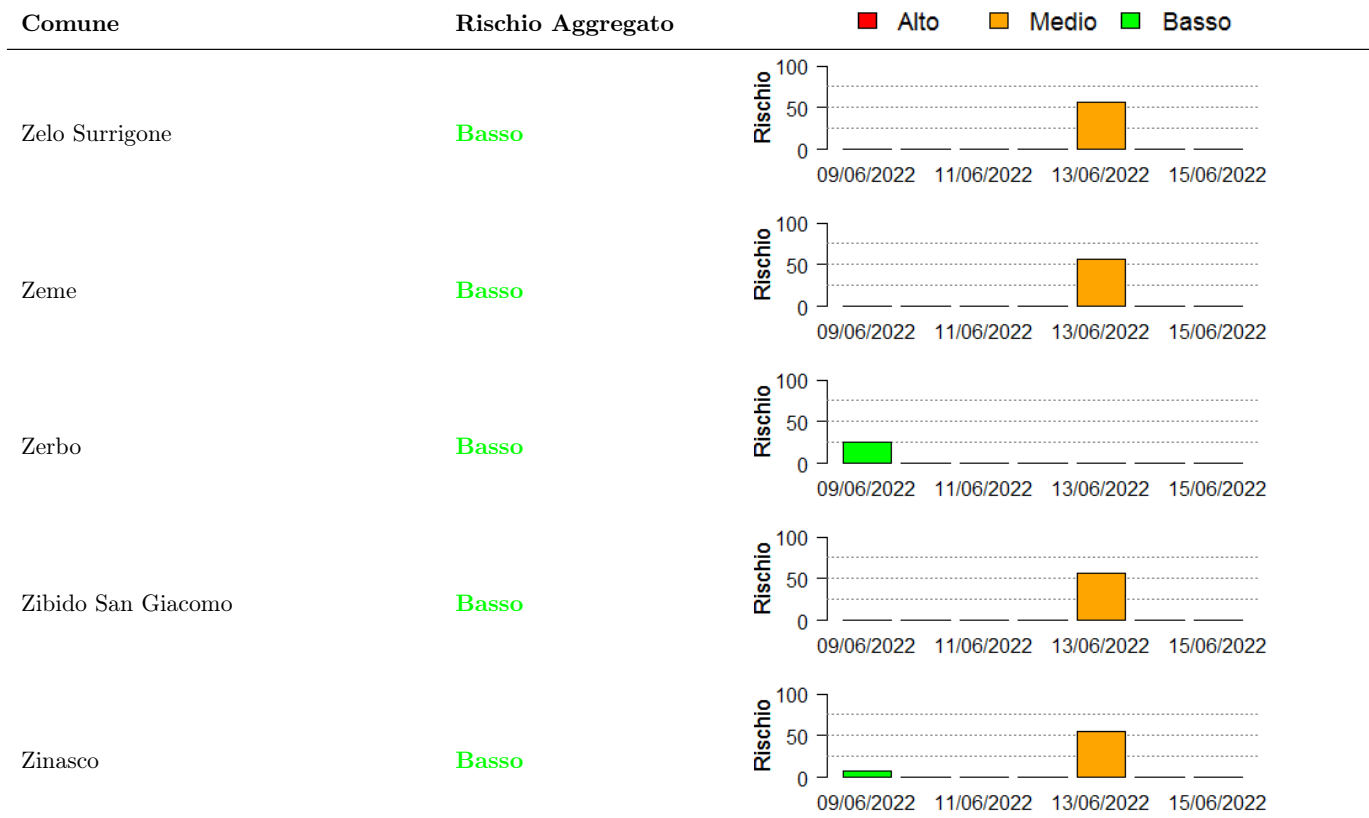 Comune Rischio Aggregato Alto Medio Basso
100
50
0
Rischio
Zelo Surrigone Basso
09/06/2022 11/06/2022 13/06/2022 15/06/2022
100
50
0
Rischio
Zeme Basso
09/06/2022 11/06/2022 13/06/2022 15/06/2022
100
50
0
Rischio
Zerbo Basso
09/06/2022 11/06/2022 13/06/2022 15/06/2022
100
50
0
Rischio
Zibido San Giacomo Basso
09/06/2022 11/06/2022 13/06/2022 15/06/2022
100
50
0
Rischio
Zinasco Basso
09/06/2022 11/06/2022 13/06/2022 15/06/2022